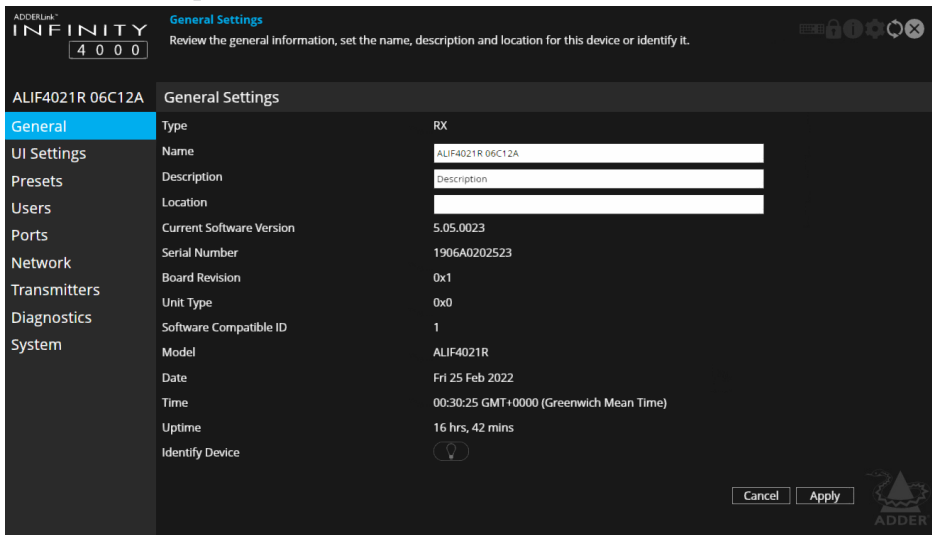 ADDERLink™
INFINITY
4000
General Settings
Review the general information, set the name, description and location for this device or identify it.
ALIF4021R 06C12A
General
UI Settings
Presets
Users
Ports
Network
Transmitters
Diagnostics
System
General Settings
Type RX
Name ALIF4021R 06C12A
Description Description
Location
Current Software Version 5.05.0023
Serial Number 1906A0202523
Board Revision 0x1
Unit Type 0x0
Software Compatible ID 1
Model ALIF4021R
Date Fri 25 Feb 2022
Time 00:30:25 GMT+0000 (Greenwich Mean Time)
Uptime 16 hrs, 42 mins
Identify Device
Cancel Apply
ADDER